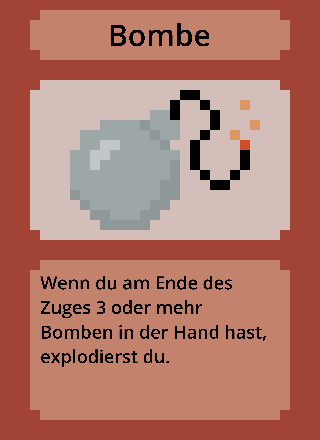 Bombe
Wenn du am Ende des
Zuges 3 oder mehr
Bomben in der Hand hast,
explodierst du.